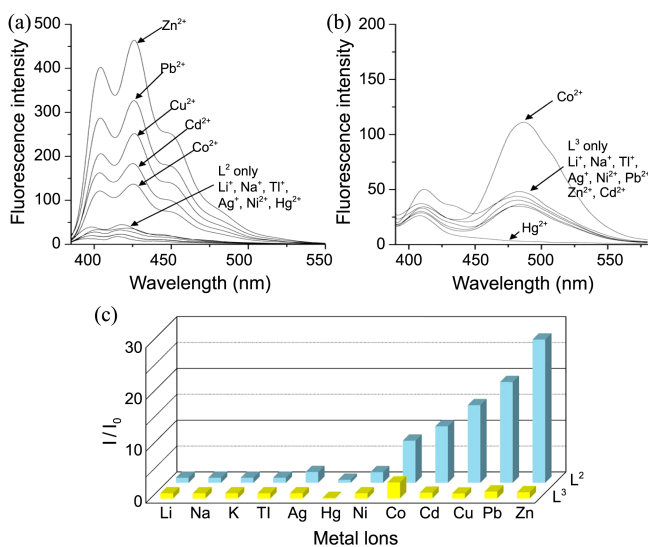 (a)
500
400
300
200
100
0
Fluorescence intensity
Zn²⁺
Pb²⁺
Cu²⁺
Cd²⁺
Co²⁺
L² only
Li⁺, Na⁺, Tl⁺,
Ag⁺, Ni²⁺, Hg²⁺
400 450 500 550
Wavelength (nm)
(b)
200
150
100
50
0
Fluorescence intensity
Co²⁺
L³ only
Li⁺, Na⁺, Tl⁺,
Ag⁺, Ni²⁺, Pb²⁺
Zn²⁺, Cd²⁺
Hg²⁺
400 450 500 550
Wavelength (nm)
(c)
30
20
10
0
I / I₀
L²
L³
Li Na K Tl Ag Hg Ni Co Cd Cu Pb Zn
Metal Ions